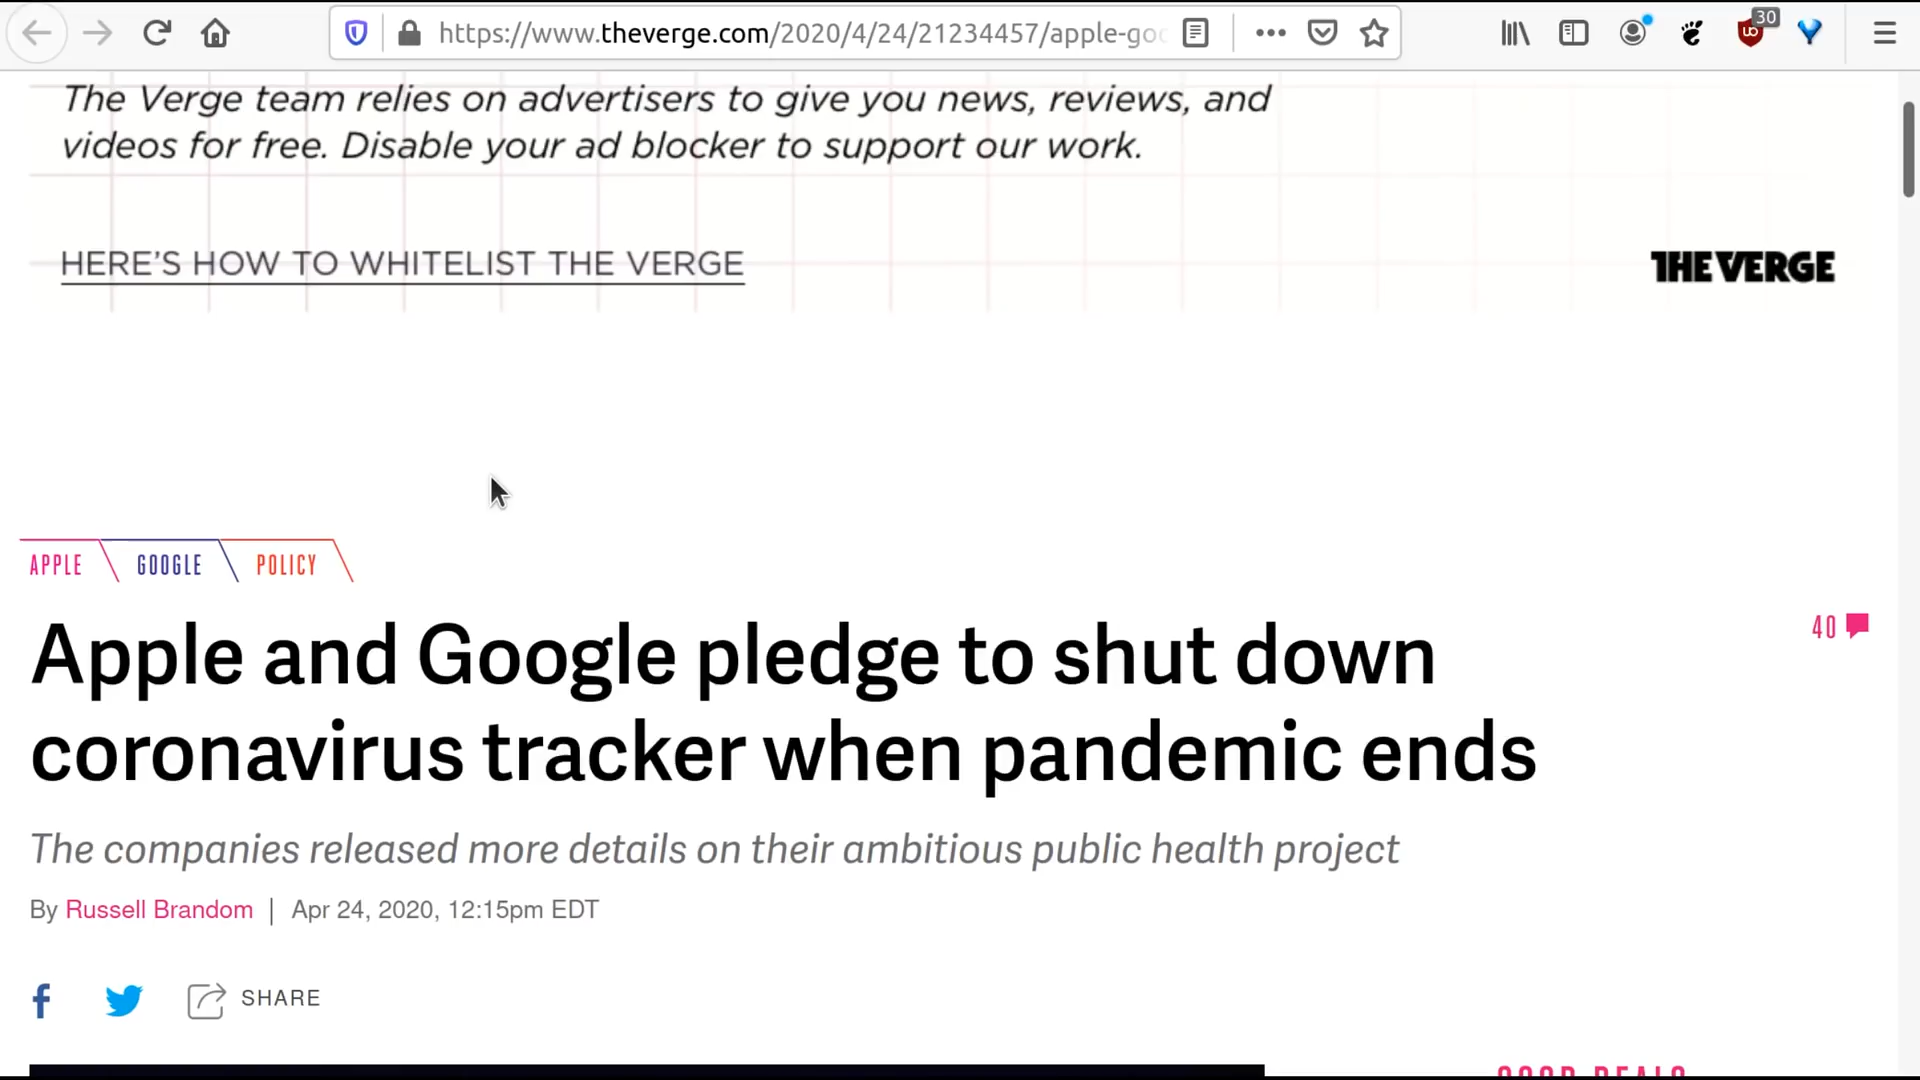 30
https://www.theverge.com/2020/4/24/21234457/apple-goo
The Verge team relies on advertisers to give you news, reviews, and
videos for free. Disable your ad blocker to support our work.
HERE'S HOW TO WHITELIST THE VERGE
THE VERGE
APPLE
GOOGLE
POLICY
Apple and Google pledge to shut down
coronavirus tracker when pandemic ends
40
The companies released more details on their ambitious public health project
By Russell Brandom | Apr 24, 2020, 12:15pm EDT
SHARE
GOOD DEALS